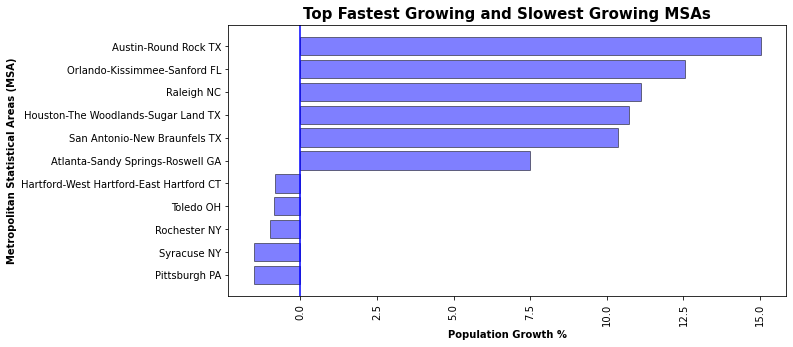 Top Fastest Growing and Slowest Growing MSAs
Metropolitan Statistical Areas (MSA)
Austin-Round Rock TX
Orlando-Kissimmee-Sanford FL
Raleigh NC
Houston-The Woodlands-Sugar Land TX
San Antonio-New Braunfels TX
Atlanta-Sandy Springs-Roswell GA
Hartford-West Hartford-East Hartford CT
Toledo OH
Rochester NY
Syracuse NY
Pittsburgh PA
0.0
2.5
5.0
7.5
10.0
12.5
15.0
Population Growth %